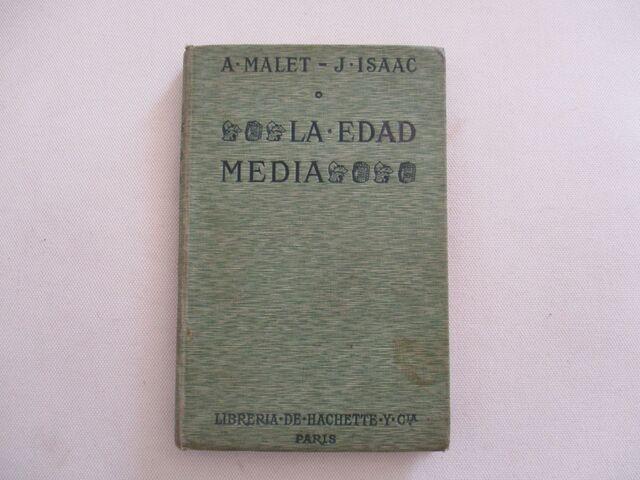 A·MALET - J·ISAAC
LA·EDAD
MEDIA
LIBRERIA·DE·HACHETTE·Y·CIA
PARIS